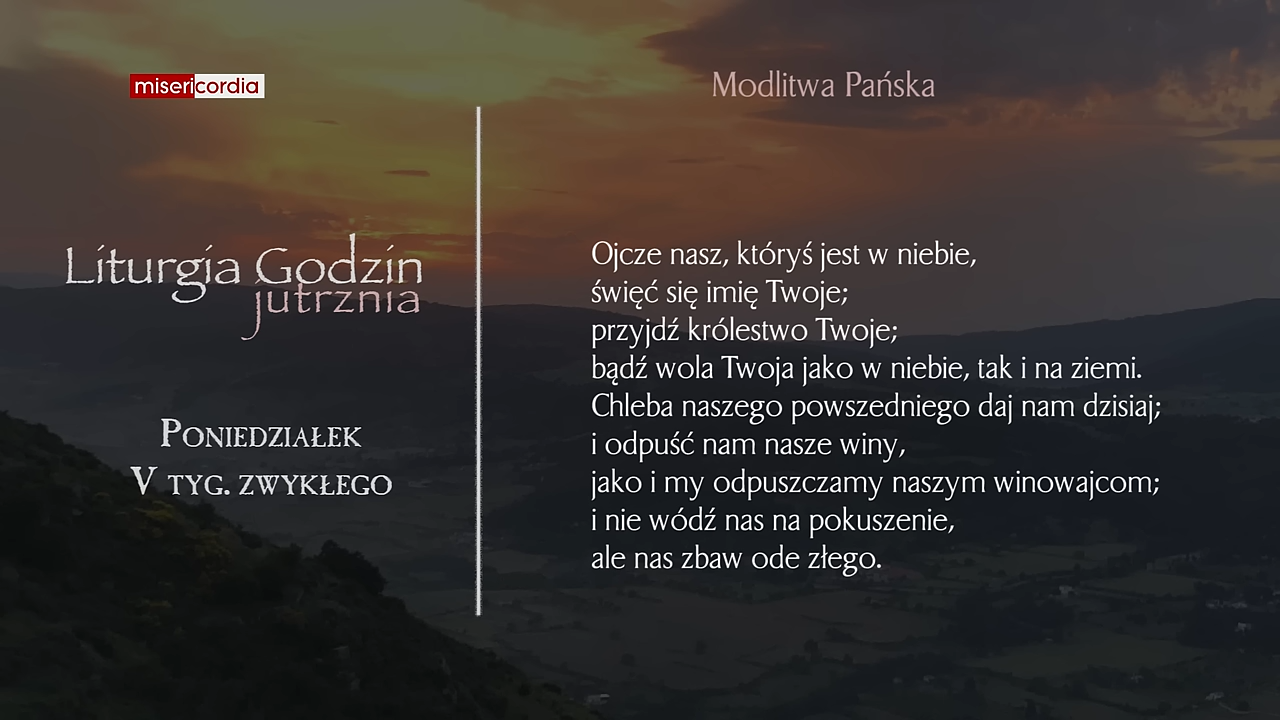 misericordia
Liturgia Godzin
jutrznia
Poniedziałek
V tyg. zwykłego
Modlitwa Pańska
Ojcze nasz, któryś jest w niebie,
święć się imię Twoje;
przyjdź królestwo Twoje;
bądź wola Twoja jako w niebie, tak i na ziemi.
Chleba naszego powszedniego daj nam dzisiaj;
i odpuść nam nasze winy,
jako i my odpuszczamy naszym winowajcom;
i nie wódź nas na pokuszenie,
ale nas zbaw ode złego.